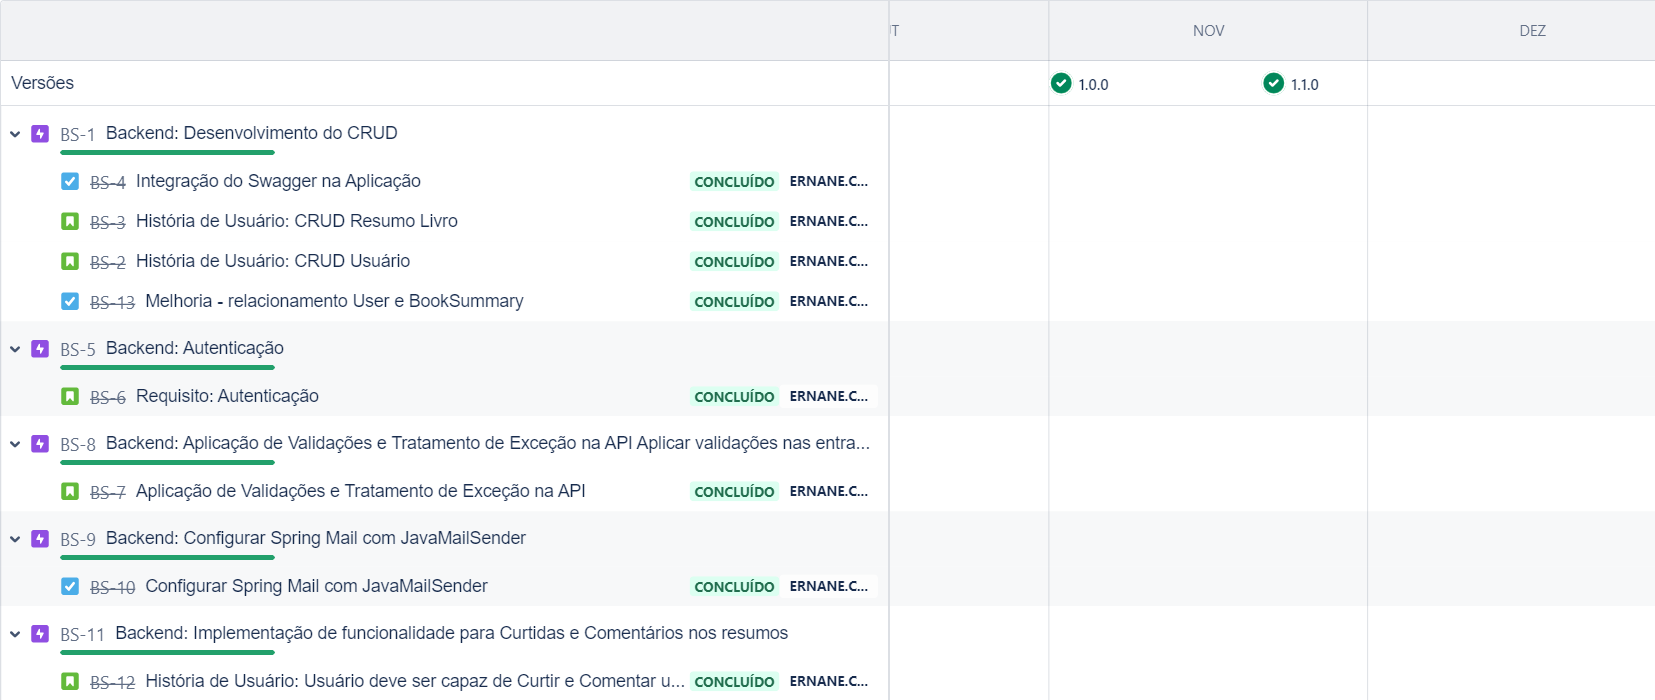 UT NOV DEZ
Versões 1.0.0 1.1.0
BS-1 Backend: Desenvolvimento do CRUD
BS-4 Integração do Swagger na Aplicação CONCLUÍDO ERNANE.C...
BS-3 História de Usuário: CRUD Resumo Livro CONCLUÍDO ERNANE.C...
BS-2 História de Usuário: CRUD Usuário CONCLUÍDO ERNANE.C...
BS-13 Melhoria - relacionamento User e BookSummary CONCLUÍDO ERNANE.C...
BS-5 Backend: Autenticação
BS-6 Requisito: Autenticação CONCLUÍDO ERNANE.C...
BS-8 Backend: Aplicação de Validações e Tratamento de Exceção na API Aplicar validações nas entra...
BS-7 Aplicação de Validações e Tratamento de Exceção na API CONCLUÍDO ERNANE.C...
BS-9 Backend: Configurar Spring Mail com JavaMailSender
BS-10 Configurar Spring Mail com JavaMailSender CONCLUÍDO ERNANE.C...
BS-11 Backend: Implementação de funcionalidade para Curtidas e Comentários nos resumos
BS-12 História de Usuário: Usuário deve ser capaz de Curtir e Comentar u... CONCLUÍDO ERNANE.C...